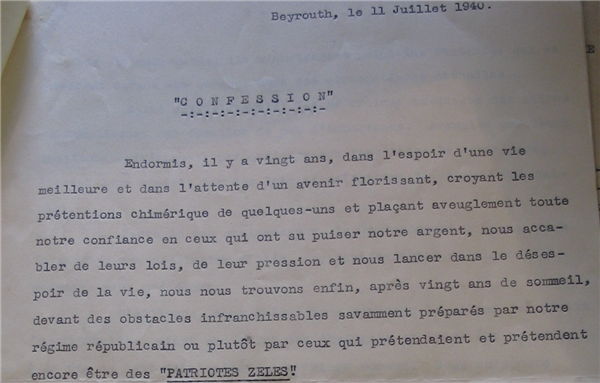 Beyrouth, le 11 Juillet 1940.
"C O N F E S S I O N"
-:-:-:-:-:-:-:-:-:-:-
Endormis, il y a vingt ans, dans l'espoir d'une vie
meilleure et dans l'attente d'un avenir florissant, croyant les
prétentions chimérique de quelques-uns et plaçant aveuglement toute
notre confiance en ceux qui ont su puiser notre argent, nous acca-
bler de leurs lois, de leur pression et nous lancer dans le déses-
poir de la vie, nous nous trouvons enfin, après vingt ans de sommeil,
devant des obstacles infranchissables savamment préparés par notre
régime républicain ou plutôt par ceux qui prétendaient et prétendent
encore être des "PATRIOTES ZELES"!
E